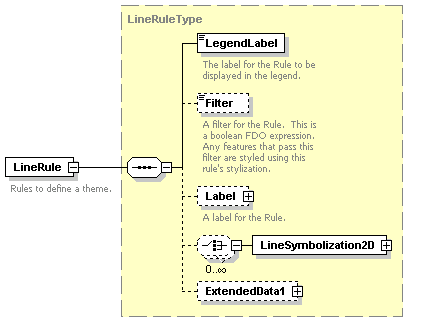 LineRuleType
LegendLabel
The label for the Rule to be
displayed in the legend.
Filter
A filter for the Rule.  This is
a boolean FDO expression.
Any features that pass this
filter are styled using this
rule's stylization.
LineRule
Rules to define a theme.
Label
A label for the Rule.
LineSymbolization2D
0..∞
ExtendedData1